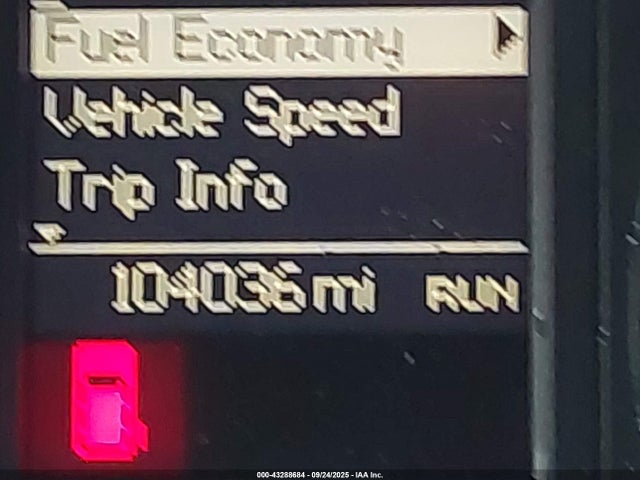 Fuel Economy
Vehicle Speed
Trip Info
104036 mi RUN
000-43288684 - 09/24/2025 - IAA Inc.